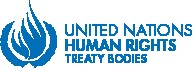 UNITED NATIONS
HUMAN RIGHTS
TREATY BODIES